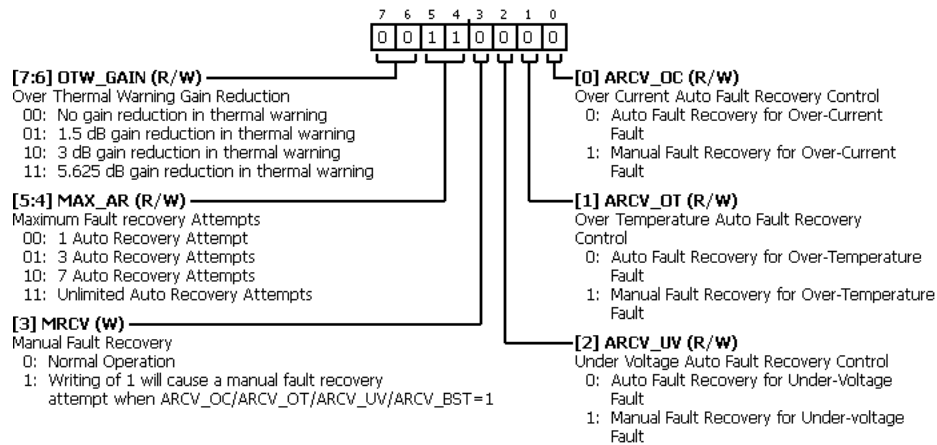 7 6 5 4 3 2 1 0
0 0 1 1 0 0 0 0
[7:6] OTW_GAIN (R/W)
Over Thermal Warning Gain Reduction
00: No gain reduction in thermal warning
01: 1.5 dB gain reduction in thermal warning
10: 3 dB gain reduction in thermal warning
11: 5.625 dB gain reduction in thermal warning
[5:4] MAX_AR (R/W)
Maximum Fault recovery Attempts
00: 1 Auto Recovery Attempt
01: 3 Auto Recovery Attempts
10: 7 Auto Recovery Attempts
11: Unlimited Auto Recovery Attempts
[3] MRCV (W)
Manual Fault Recovery
0: Normal Operation
1: Writing of 1 will cause a manual fault recovery
attempt when ARCV_OC/ARCV_OT/ARCV_UV/ARCV_BST=1
[0] ARCV_OC (R/W)
Over Current Auto Fault Recovery Control
0: Auto Fault Recovery for Over-Current
Fault
1: Manual Fault Recovery for Over-Current
Fault
[1] ARCV_OT (R/W)
Over Temperature Auto Fault Recovery
Control
0: Auto Fault Recovery for Over-Temperature
Fault
1: Manual Fault Recovery for Over-Temperature
Fault
[2] ARCV_UV (R/W)
Under Voltage Auto Fault Recovery Control
0: Auto Fault Recovery for Under-Voltage
Fault
1: Manual Fault Recovery for Under-voltage
Fault